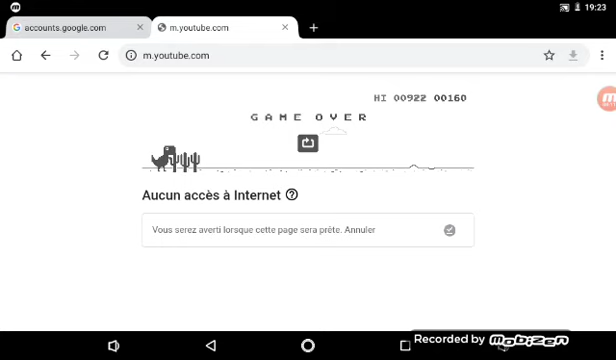 19:23
accounts.google.com
m.youtube.com
m.youtube.com
HI 00922 00160
GAME OVER
Aucun accès à Internet
Vous serez averti lorsque cette page sera prête. Annuler
Recorded by mobizen